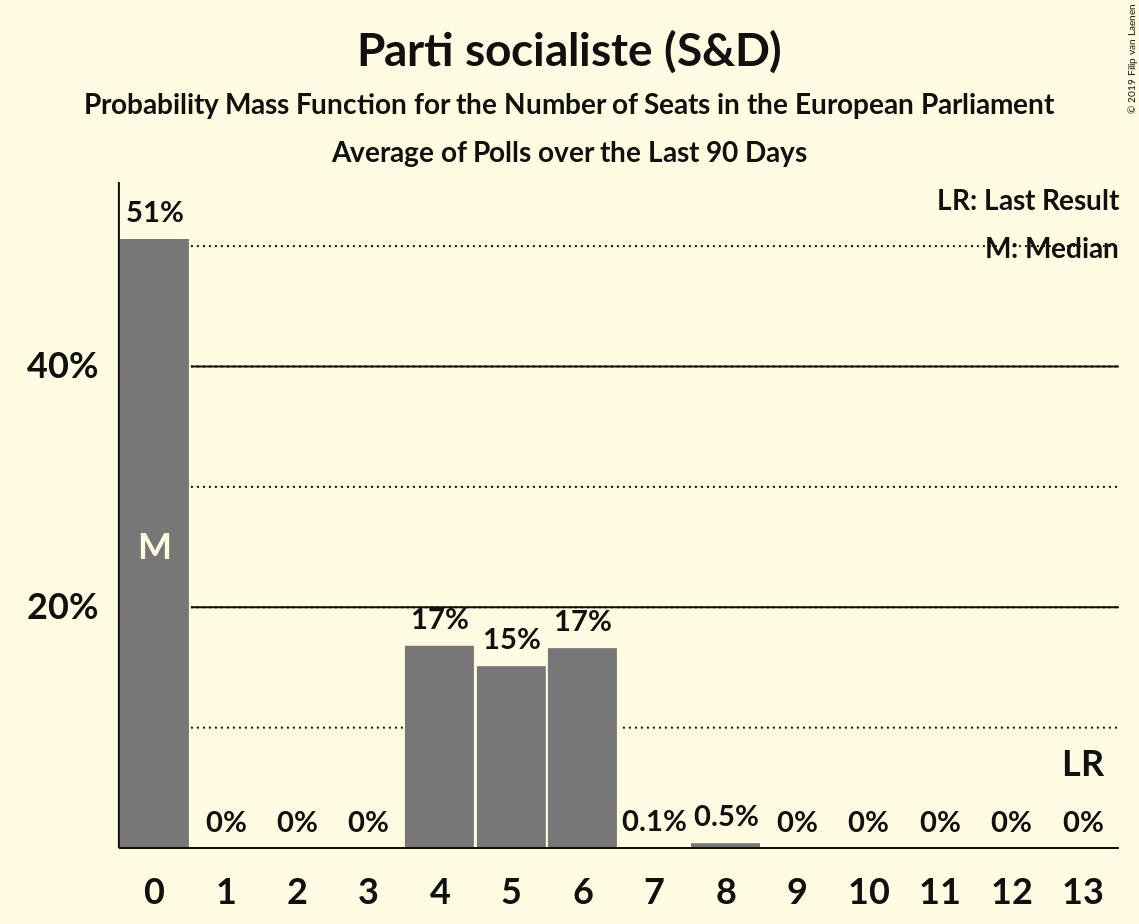 Parti socialiste (S&D)
Probability Mass Function for the Number of Seats in the European Parliament
Average of Polls over the Last 90 Days
© 2019 Filip van Laenen
LR: Last Result
M: Median
51%
40%
M
20%
17%
15%
17%
LR
0% 0% 0% 0.1% 0.5% 0% 0% 0% 0% 0%
0 1 2 3 4 5 6 7 8 9 10 11 12 13